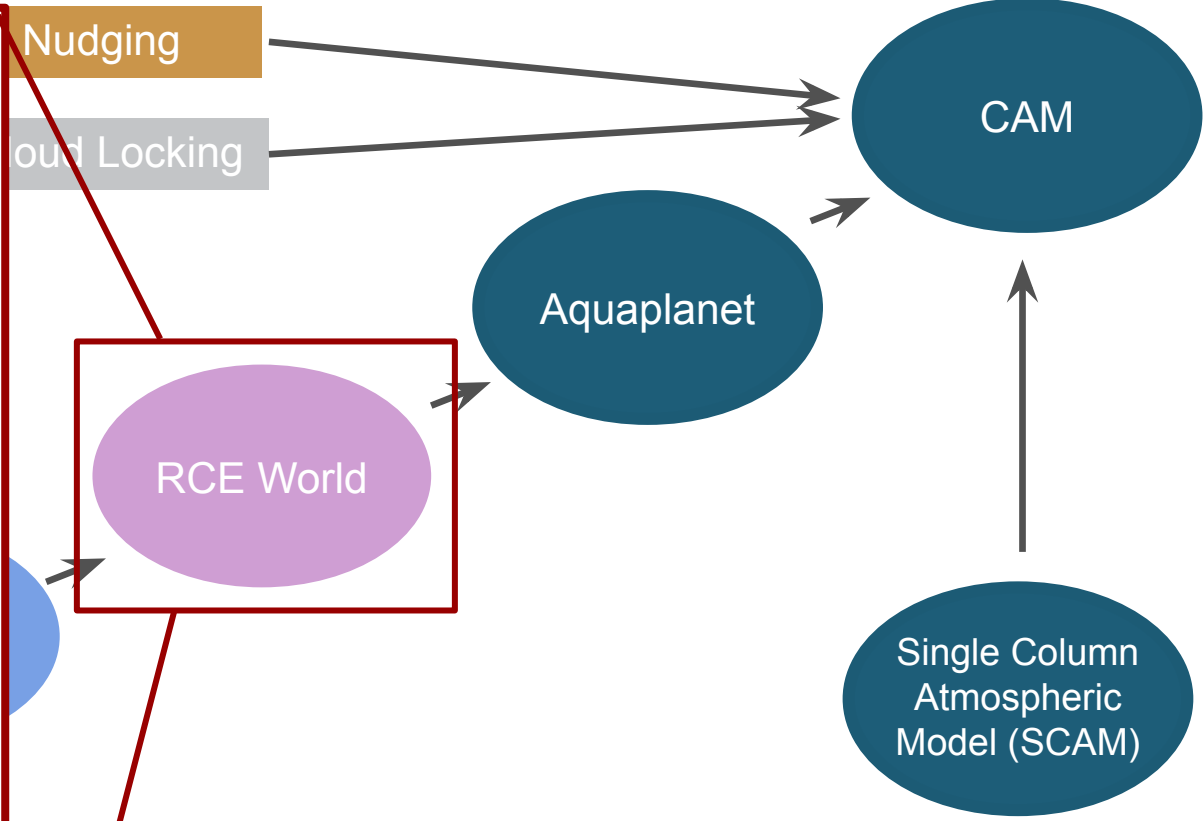 Nudging
CAM
loud Locking
Aquaplanet
RCE World
Single Column
Atmospheric
Model (SCAM)